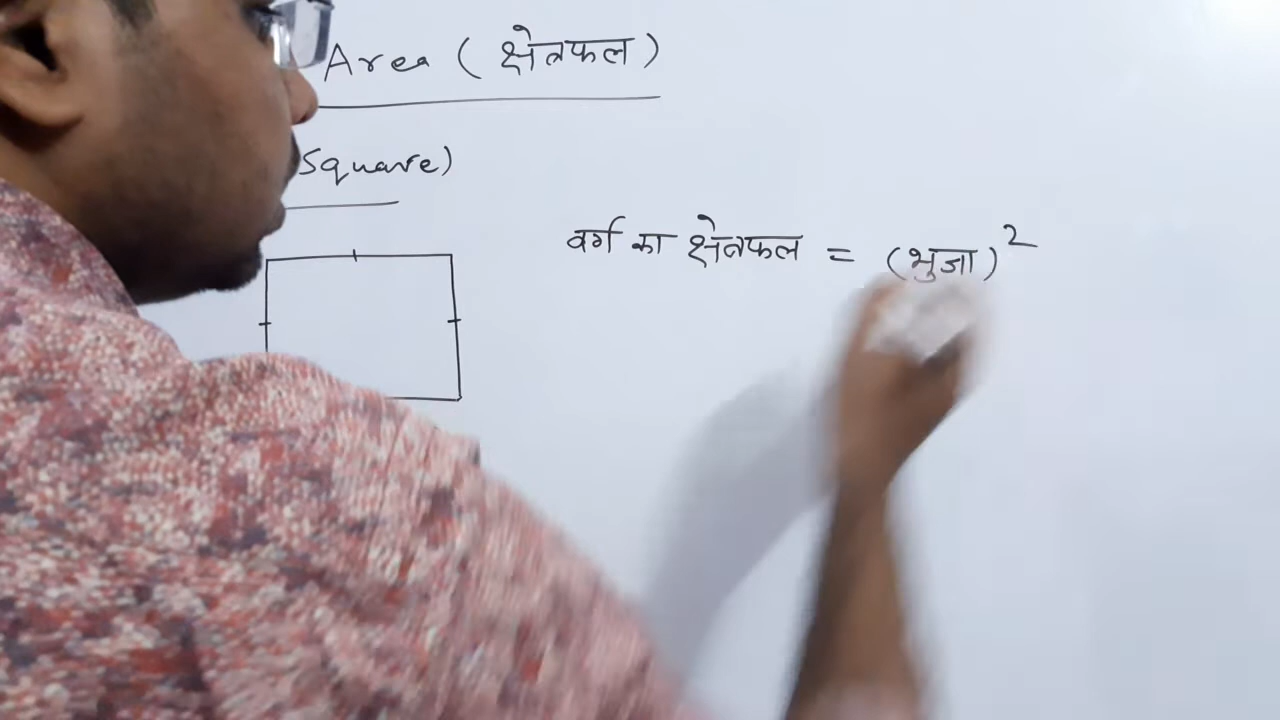 Area (क्षेत्रफल)
Square)
वर्ग का क्षेत्रफल = (भुजा)²